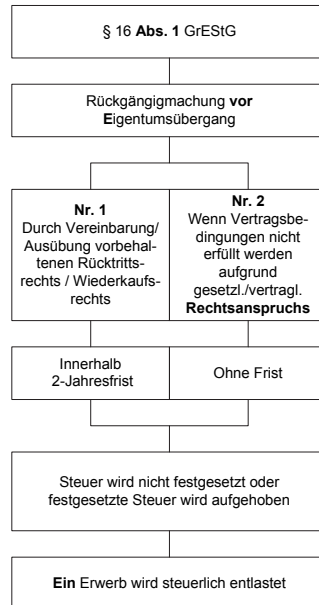 § 16 Abs. 1 GrEStG
Rückgängigmachung vor
Eigentumsübergang
Nr. 1
Durch Vereinbarung/
Ausübung vorbehal-
tenen Rücktritts-
rechts / Wiederkaufs-
rechts
Nr. 2
Wenn Vertragsbe-
dingungen nicht
erfüllt werden
aufgrund
gesetzl./vertragl.
Rechtsanspruchs
Innerhalb
2-Jahresfrist
Ohne Frist
Steuer wird nicht festgesetzt oder
festgesetzte Steuer wird aufgehoben
Ein Erwerb wird steuerlich entlastet